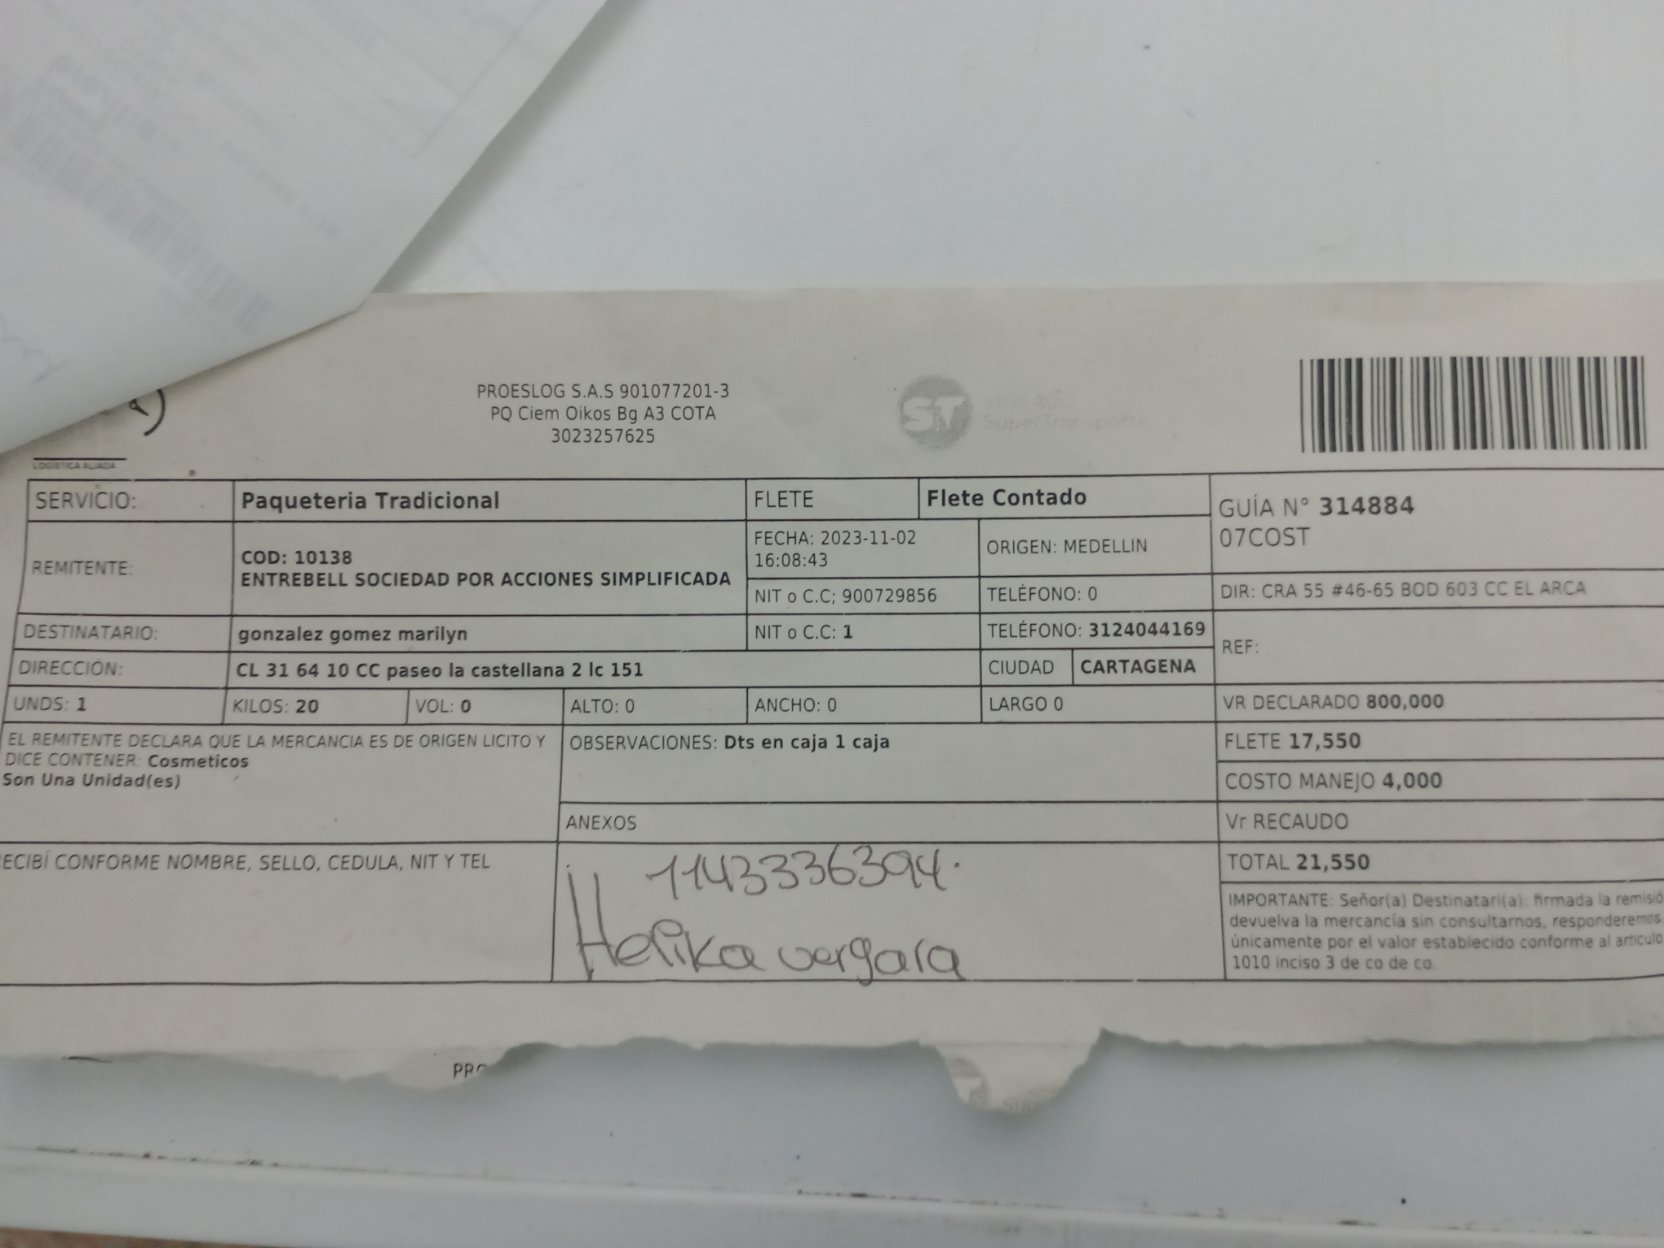 PROESLOG S.A.S 901077201-3
PQ Ciem Oikos Bg A3 COTA
3023257625
ST
SuperTransporte
LOGÍSTICA ALIADA
SERVICIO: Paqueteria Tradicional FLETE Flete Contado GUÍA N° 314884
07COST
REMITENTE: COD: 10138
ENTREBELL SOCIEDAD POR ACCIONES SIMPLIFICADA
FECHA: 2023-11-02
16:08:43
ORIGEN: MEDELLIN
NIT o C.C; 900729856 TELÉFONO: 0 DIR: CRA 55 #46-65 BOD 603 CC EL ARCA
DESTINATARIO: gonzalez gomez marilyn NIT o C.C: 1 TELÉFONO: 3124044169 REF:
DIRECCIÓN: CL 31 64 10 CC paseo la castellana 2 lc 151 CIUDAD CARTAGENA
UNDS: 1 KILOS: 20 VOL: 0 ALTO: 0 ANCHO: 0 LARGO 0 VR DECLARADO 800,000
EL REMITENTE DECLARA QUE LA MERCANCIA ES DE ORIGEN LICITO Y
DICE CONTENER: Cosmeticos
Son Una Unidad(es)
OBSERVACIONES: Dts en caja 1 caja
FLETE 17,550
COSTO MANEJO 4,000
ANEXOS
Vr RECAUDO
ECIBÍ CONFORME NOMBRE, SELLO, CEDULA, NIT Y TEL
1143336394.
Helika vergara
TOTAL 21,550
IMPORTANTE: Señor(a) Destinatari(a): firmada la remisió
devuelva la mercancía sin consultarnos, responderemos
únicamente por el valor establecido conforme al artículo
1010 inciso 3 de co de co.
PRO